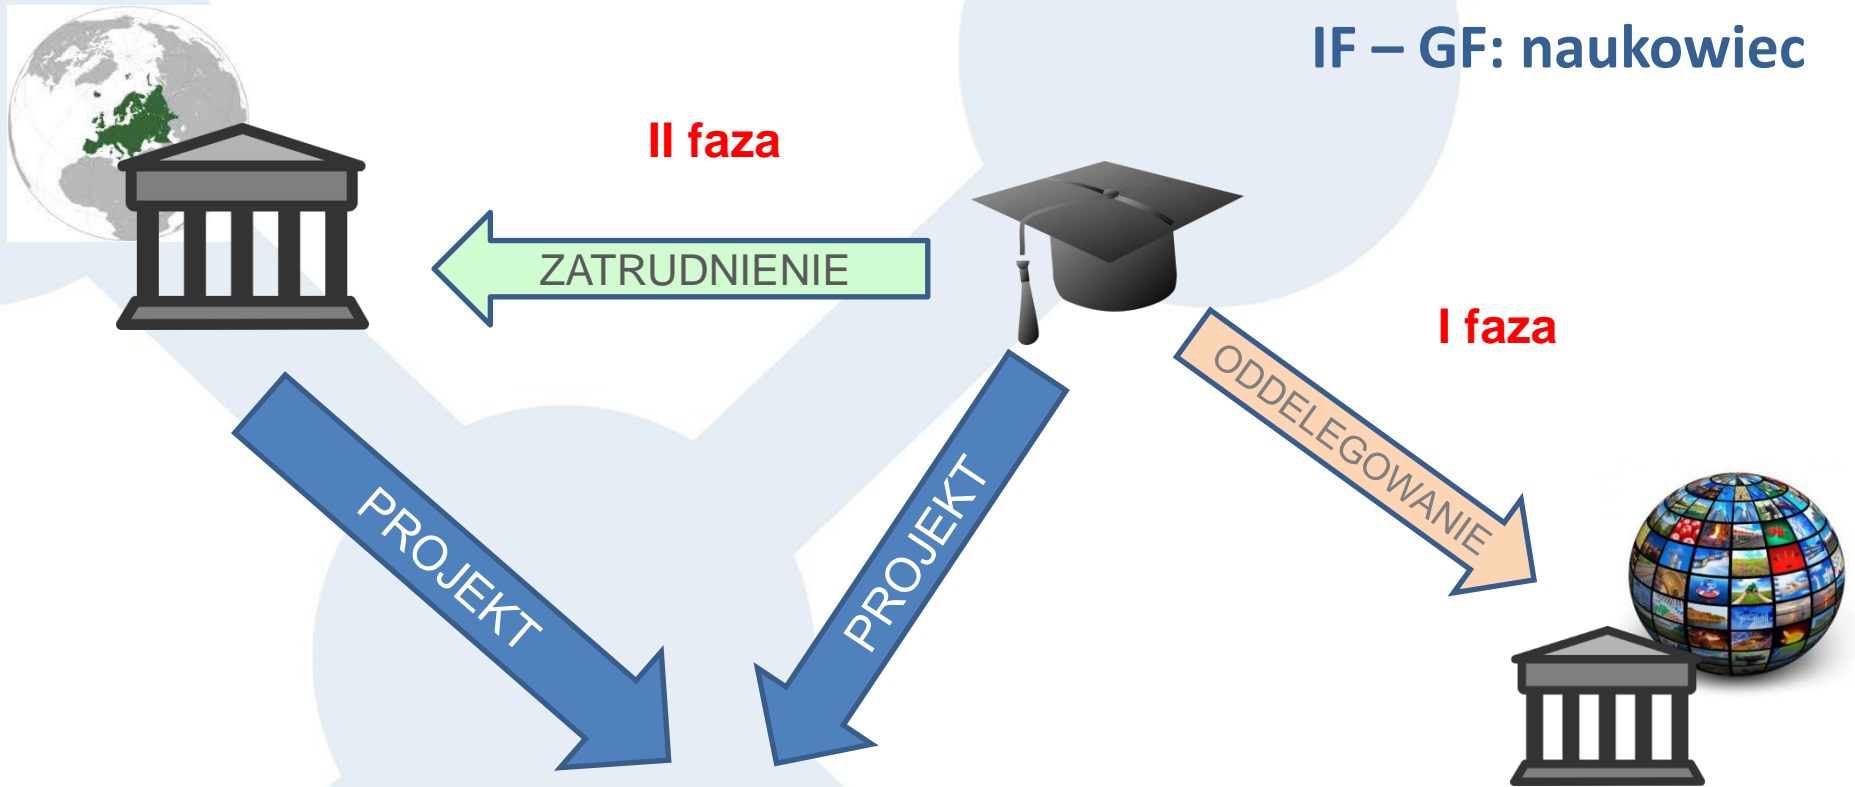 IF – GF: naukowiec
II faza
ZATRUDNIENIE
I faza
ODDELEGOWANIE
PROJEKT
PROJEKT